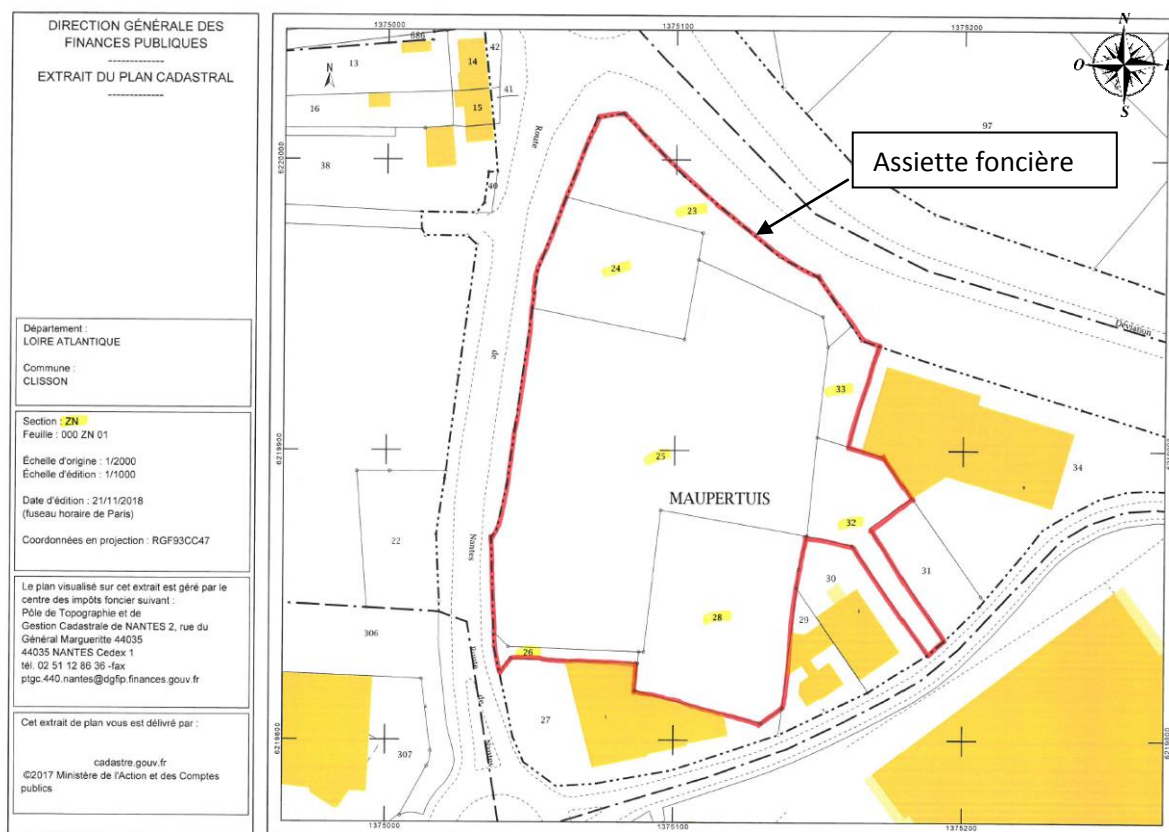 DIRECTION GÉNÉRALE DES
FINANCES PUBLIQUES
-------------
EXTRAIT DU PLAN CADASTRAL
-------------
Département :
LOIRE ATLANTIQUE
Commune :
CLISSON
Section : ZN
Feuille : 000 ZN 01
Échelle d'origine : 1/2000
Échelle d'édition : 1/1000
Date d'édition : 21/11/2018
(fuseau horaire de Paris)
Coordonnées en projection : RGF93CC47
Le plan visualisé sur cet extrait est géré par le
centre des impôts foncier suivant :
Pôle de Topographie et de
Gestion Cadastrale de NANTES 2, rue du
Général Margueritte 44035
44035 NANTES Cedex 1
tél. 02 51 12 86 36 -fax
ptgc.440.nantes@dgfip.finances.gouv.fr
Cet extrait de plan vous est délivré par :
cadastre.gouv.fr
©2017 Ministère de l'Action et des Comptes
publics
1375000
1375100
1375200
N
O
S
686
42
13
14
N
41
16
15
97
Route
38
Assiette foncière
6220000
40
23
24
de
Déviation
33
6219900
25
34
MAUPERTUIS
32
22
Nantes
30
31
28
29
306
26
Route
de
Nantes
27
307
6219800
6219800
1375000
1375100
1375200